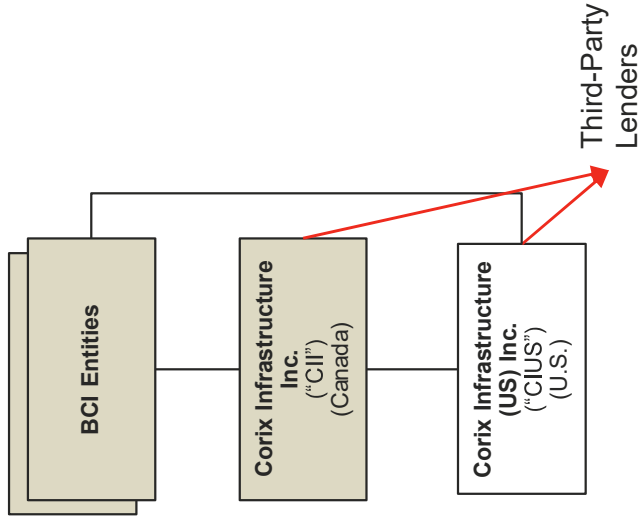 BCI Entities
Corix Infrastructure
Inc.
(“CII”)
(Canada)
Corix Infrastructure
(US) Inc.
(“CIUS”)
(U.S.)
Third-Party
Lenders